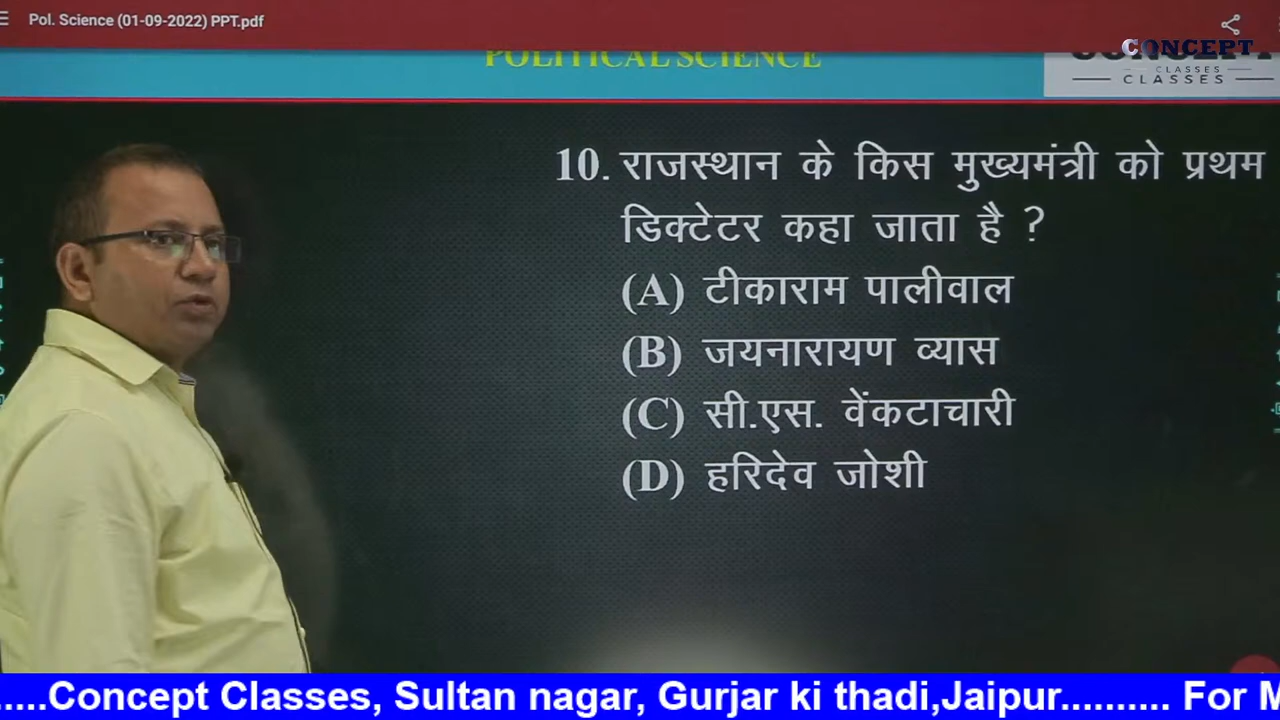 Pol. Science (01-09-2022) PPT.pdf
POLITICAL SCIENCE
CONCEPT
CLASSES
CLASSES
10. राजस्थान के किस मुख्यमंत्री को प्रथम
डिक्टेटर कहा जाता है ?
(A) टीकाराम पालीवाल
(B) जयनारायण व्यास
(C) सी.एस. वेंकटाचारी
(D) हरिदेव जोशी
.....Concept Classes, Sultan nagar, Gurjar ki thadi,Jaipur.......... For M